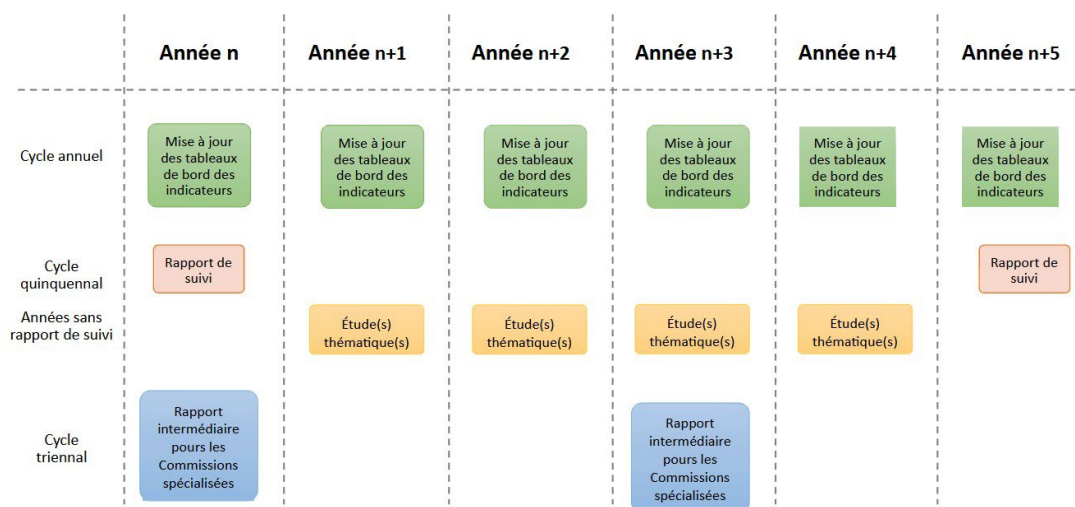 Année n
Année n+1
Année n+2
Année n+3
Année n+4
Année n+5
Cycle annuel
Mise à jour
des tableaux
de bord des
indicateurs
Mise à jour
des tableaux
de bord des
indicateurs
Mise à jour
des tableaux
de bord des
indicateurs
Mise à jour
des tableaux
de bord des
indicateurs
Mise à jour
des tableaux
de bord des
indicateurs
Mise à jour
des tableaux
de bord des
indicateurs
Cycle
quinquennal
Rapport de
suivi
Rapport de
suivi
Années sans
rapport de suivi
Étude(s)
thématique(s)
Étude(s)
thématique(s)
Étude(s)
thématique(s)
Étude(s)
thématique(s)
Cycle
triennal
Rapport
intermédiaire
pours les
Commissions
spécialisées
Rapport
intermédiaire
pours les
Commissions
spécialisées